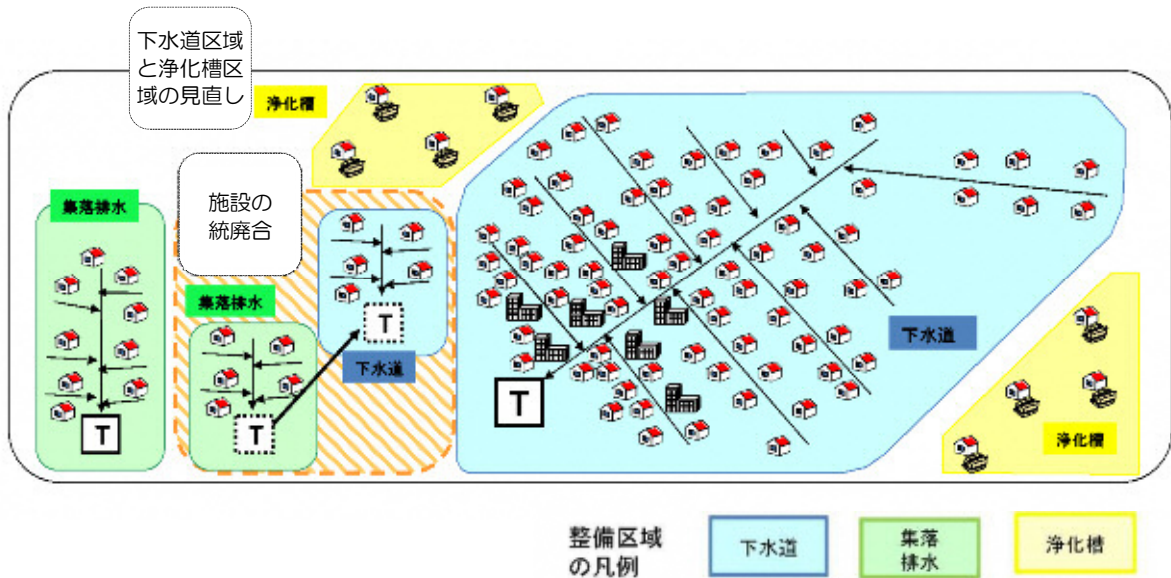 下水道区域
と浄化槽区
域の見直し
浄化槽
集落排水
施設の
統廃合
集落排水
T
下水道
T
T
下水道
T
浄化槽
整備区域
の凡例
下水道
集落
排水
浄化槽